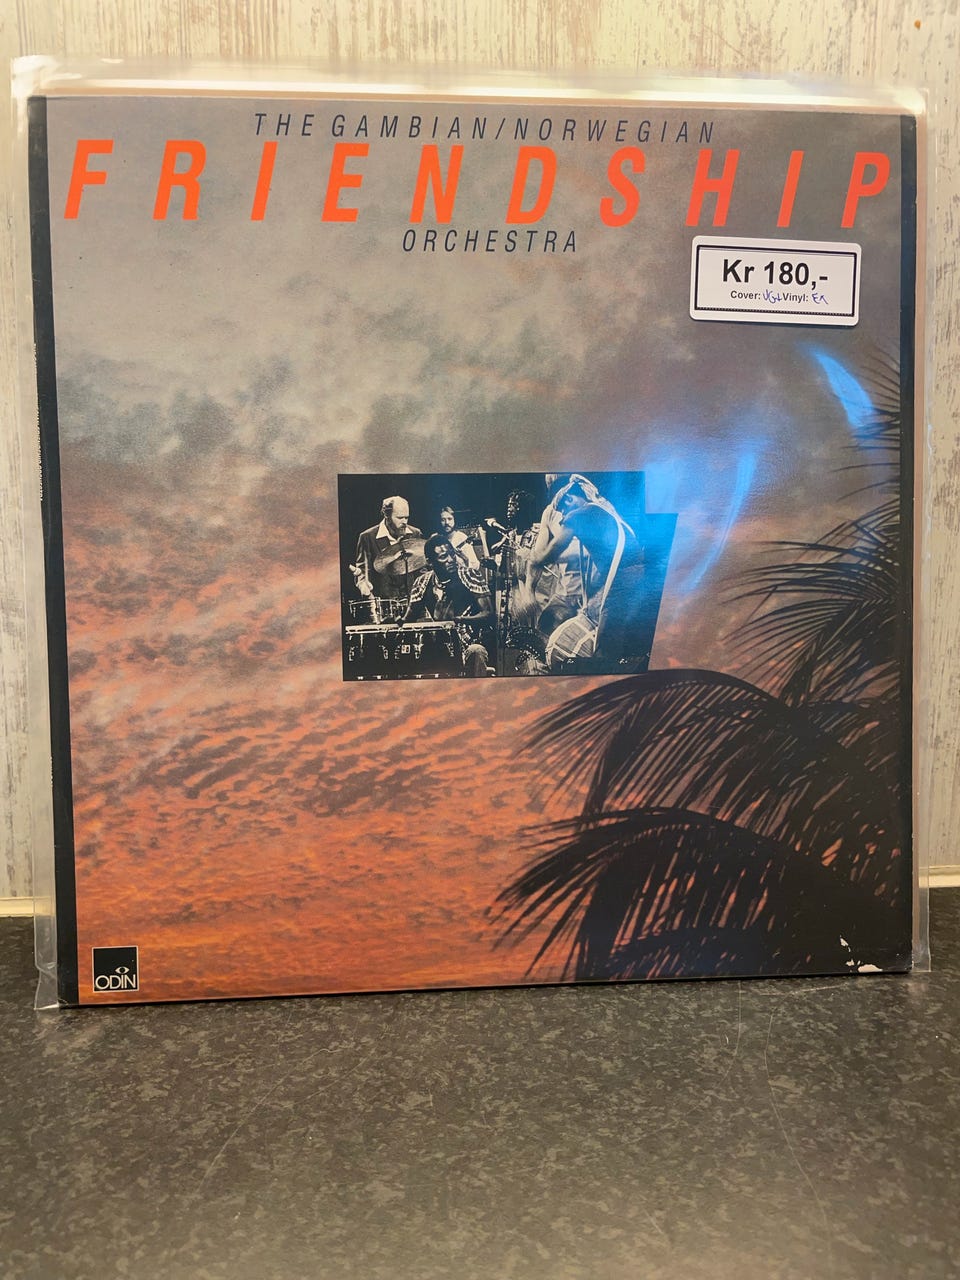 THE GAMBIAN/NORWEGIAN
FRIENDSHIP
ORCHESTRA
Kr 180,-
Cover: VG+ Vinyl: EX
ODIN